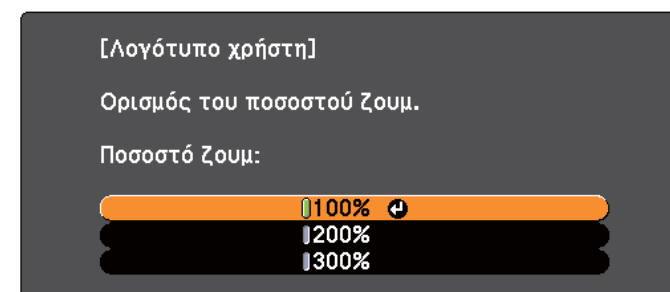 [Λογότυπο χρήστη]
Ορισμός του ποσοστού ζουμ.
Ποσοστό ζουμ:
100%
200%
300%